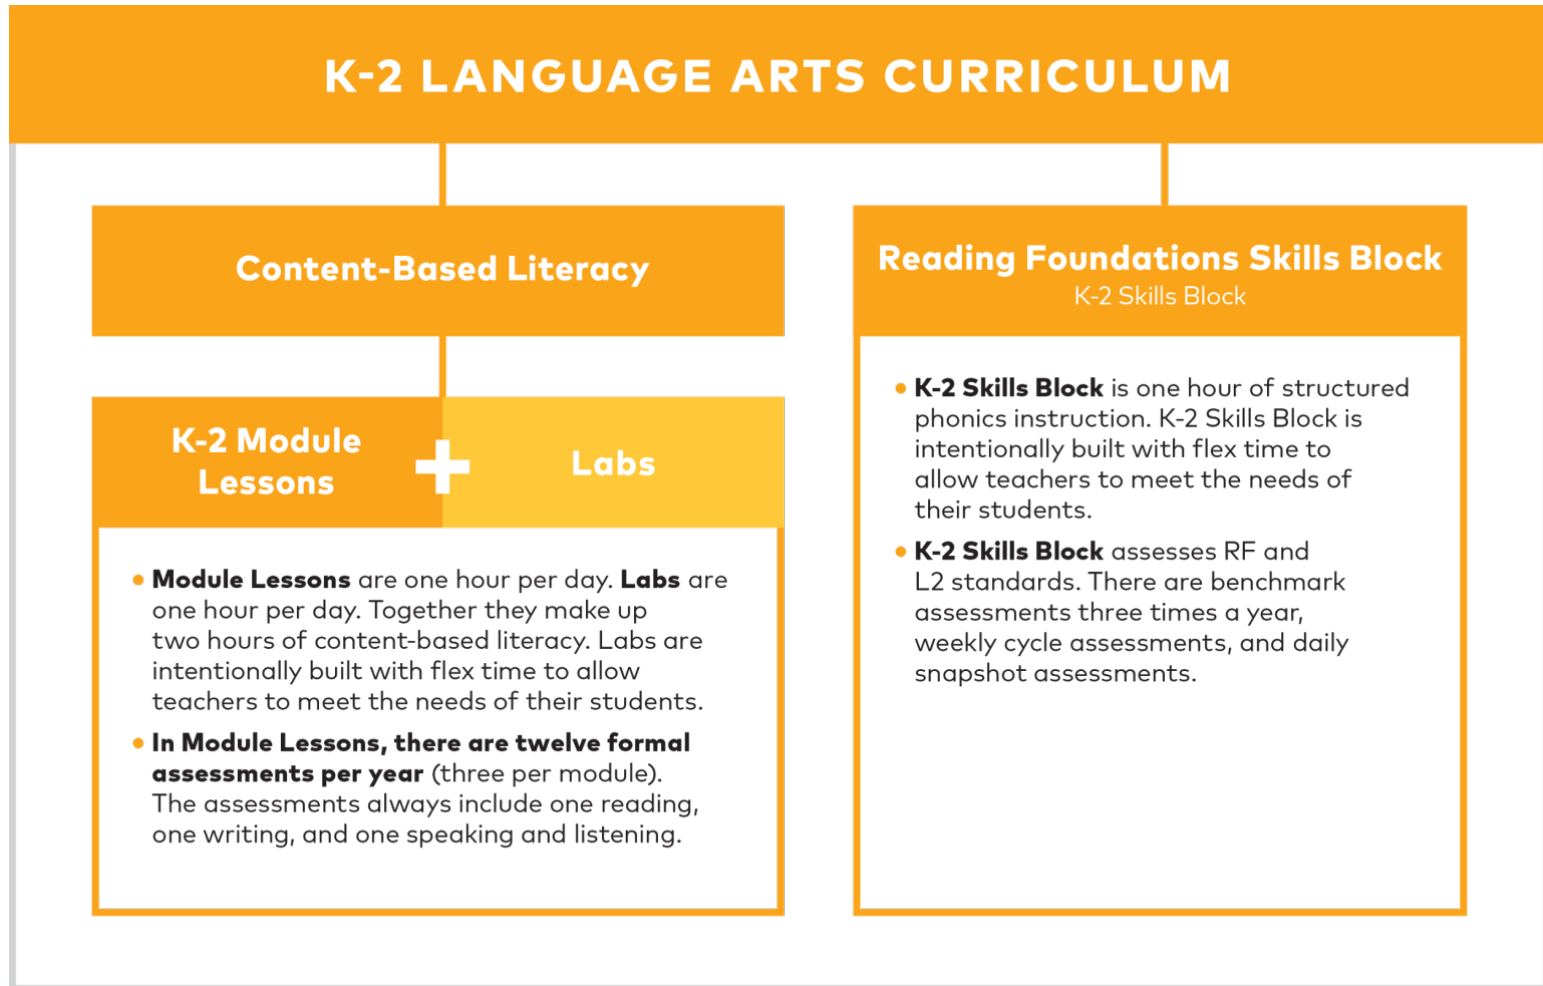 K-2 LANGUAGE ARTS CURRICULUM
Content-Based Literacy
K-2 Module
Lessons
+
Labs
• Module Lessons are one hour per day. Labs are
one hour per day. Together they make up
two hours of content-based literacy. Labs are
intentionally built with flex time to allow
teachers to meet the needs of their students.
• In Module Lessons, there are twelve formal
assessments per year (three per module).
The assessments always include one reading,
one writing, and one speaking and listening.
Reading Foundations Skills Block
K-2 Skills Block
• K-2 Skills Block is one hour of structured
phonics instruction. K-2 Skills Block is
intentionally built with flex time to
allow teachers to meet the needs of
their students.
• K-2 Skills Block assesses RF and
L2 standards. There are benchmark
assessments three times a year,
weekly cycle assessments, and daily
snapshot assessments.